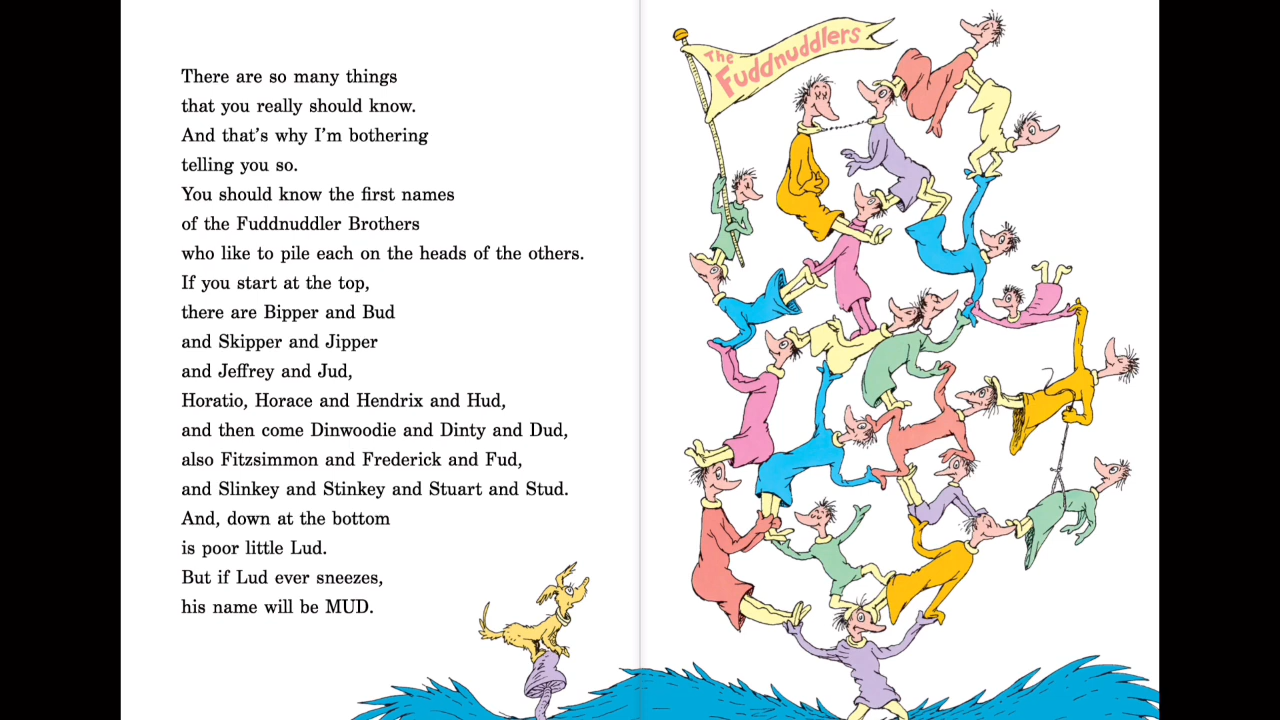 There are so many things
that you really should know.
And that's why I'm bothering
telling you so.
You should know the first names
of the Fuddnuddler Brothers
who like to pile each on the heads of the others.
If you start at the top,
there are Bipper and Bud
and Skipper and Jipper
and Jeffrey and Jud,
Horatio, Horace and Hendrix and Hud,
and then come Dinwoodie and Dinty and Dud,
also Fitzsimmon and Frederick and Fud,
and Slinkey and Stinkey and Stuart and Stud.
And, down at the bottom
is poor little Lud.
But if Lud ever sneezes,
his name will be MUD.
The
Fuddnuddlers